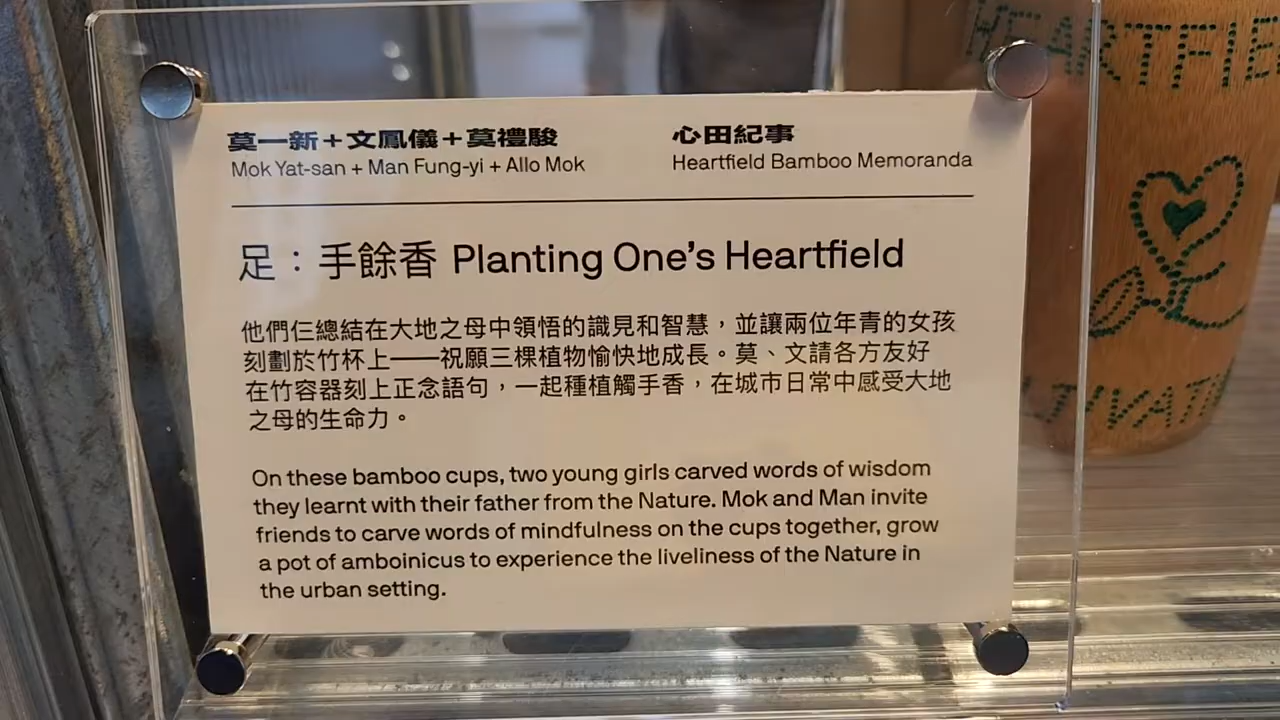 莫一新＋文鳳儀＋莫禮駿
Mok Yat-san + Man Fung-yi + Allo Mok
心田紀事
Heartfield Bamboo Memoranda
足：手餘香 Planting One's Heartfield
他們仨總結在大地之母中領悟的識見和智慧，並讓兩位年青的女孩
刻劃於竹杯上——祝願三棵植物愉快地成長。莫、文請各方友好
在竹容器刻上正念語句，一起種植觸手香，在城市日常中感受大地
之母的生命力。
On these bamboo cups, two young girls carved words of wisdom
they learnt with their father from the Nature. Mok and Man invite
friends to carve words of mindfulness on the cups together, grow
a pot of amboinicus to experience the liveliness of the Nature in
the urban setting.
HEARTFIE